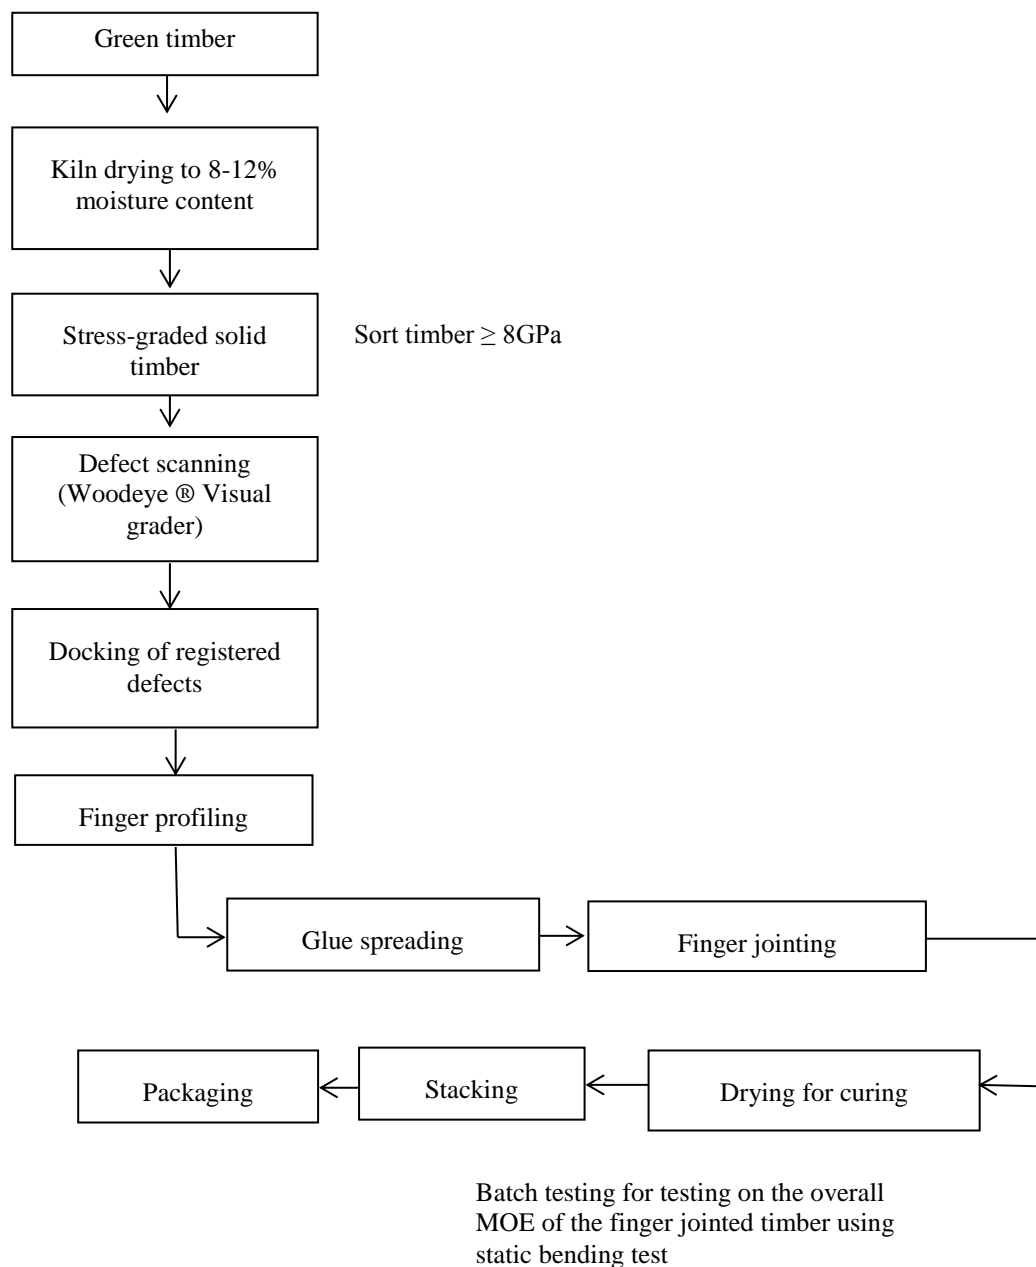 Green timber
Kiln drying to 8-12%
moisture content
Stress-graded solid
timber
Sort timber ≥ 8GPa
Defect scanning
(Woodeye ® Visual
grader)
Docking of registered
defects
Finger profiling
Glue spreading
Finger jointing
Packaging
Stacking
Drying for curing
Batch testing for testing on the overall
MOE of the finger jointed timber using
static bending test